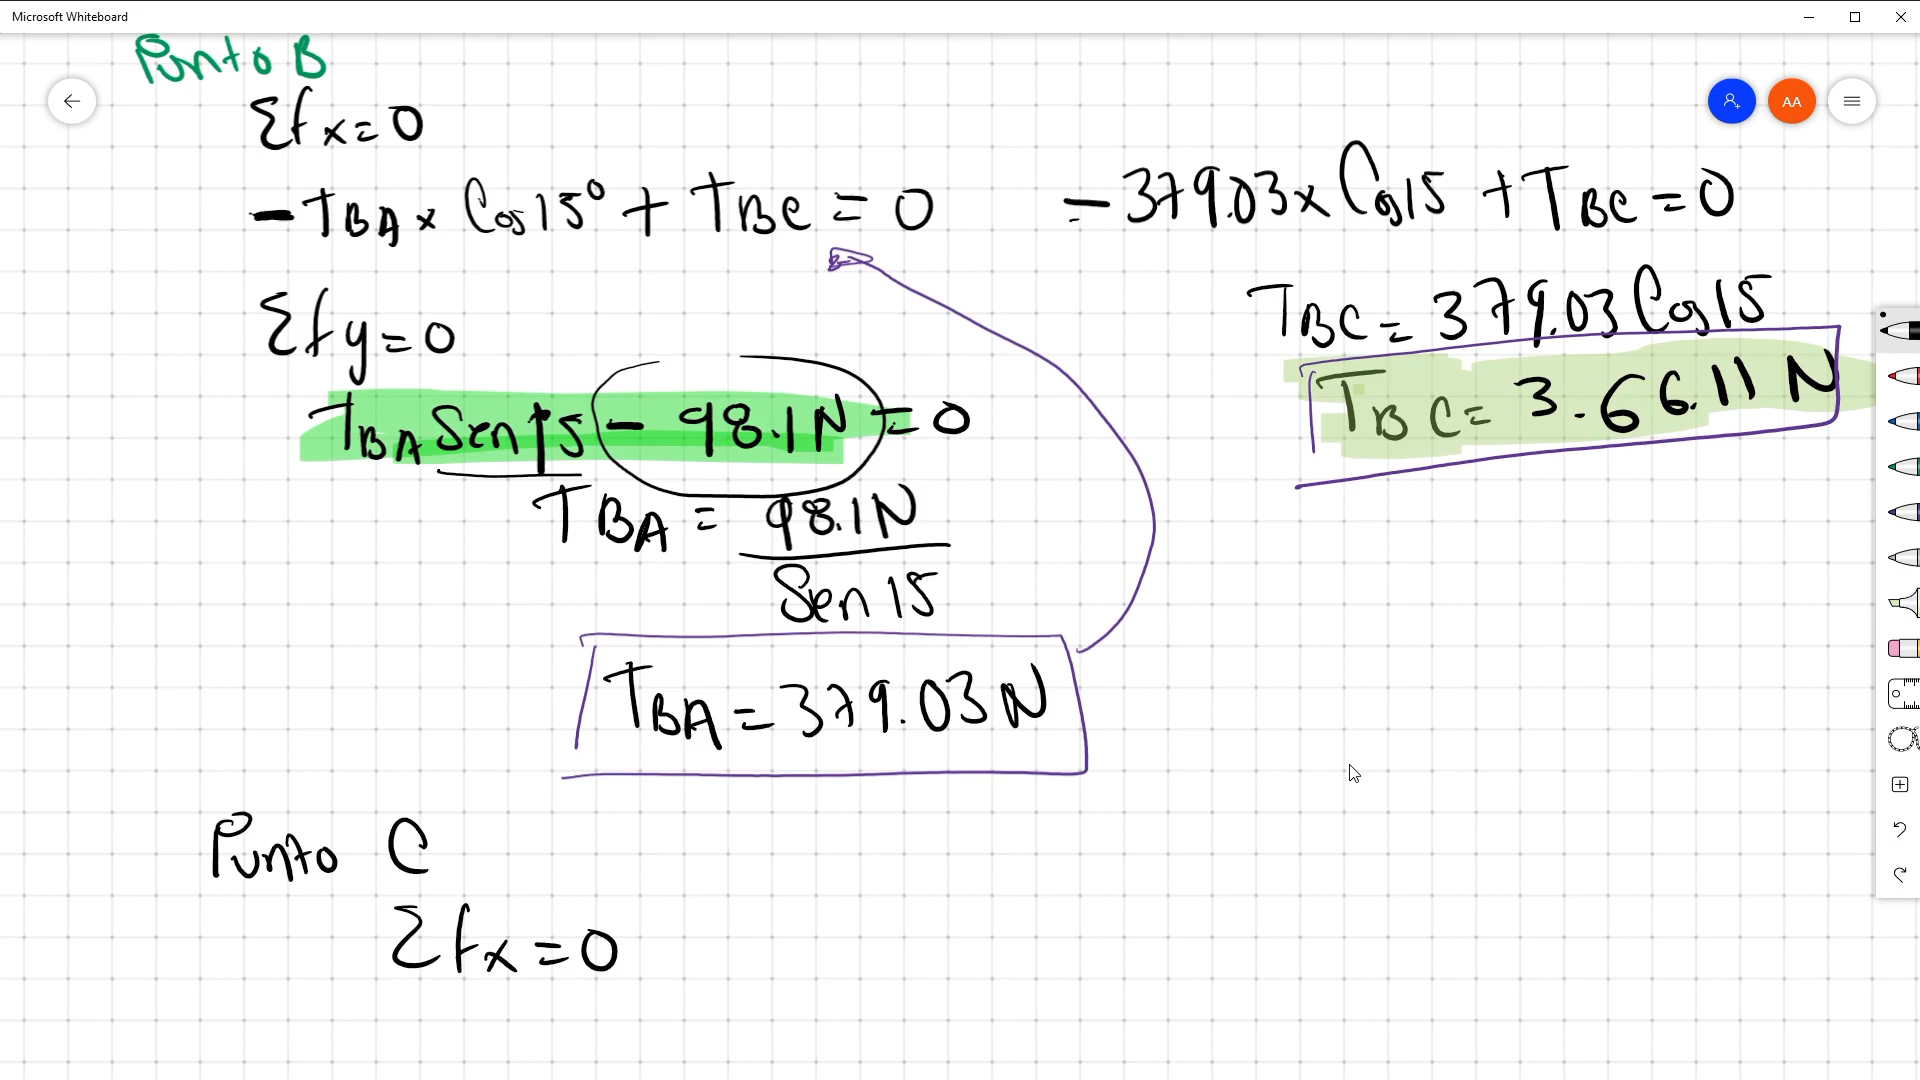 Microsoft Whiteboard
Punto B
Σfx=0
-TBA x Cos15° + TBC = 0
Σfy=0
TBA Sen15 - 98.1N = 0
TBA = 98.1N
Sen 15
TBA = 379.03 N
AA
-379.03 x Cos15 + TBC = 0
TBC = 379.03 Cos15
TBC = 3.66.11 N
Punto C
Σfx=0